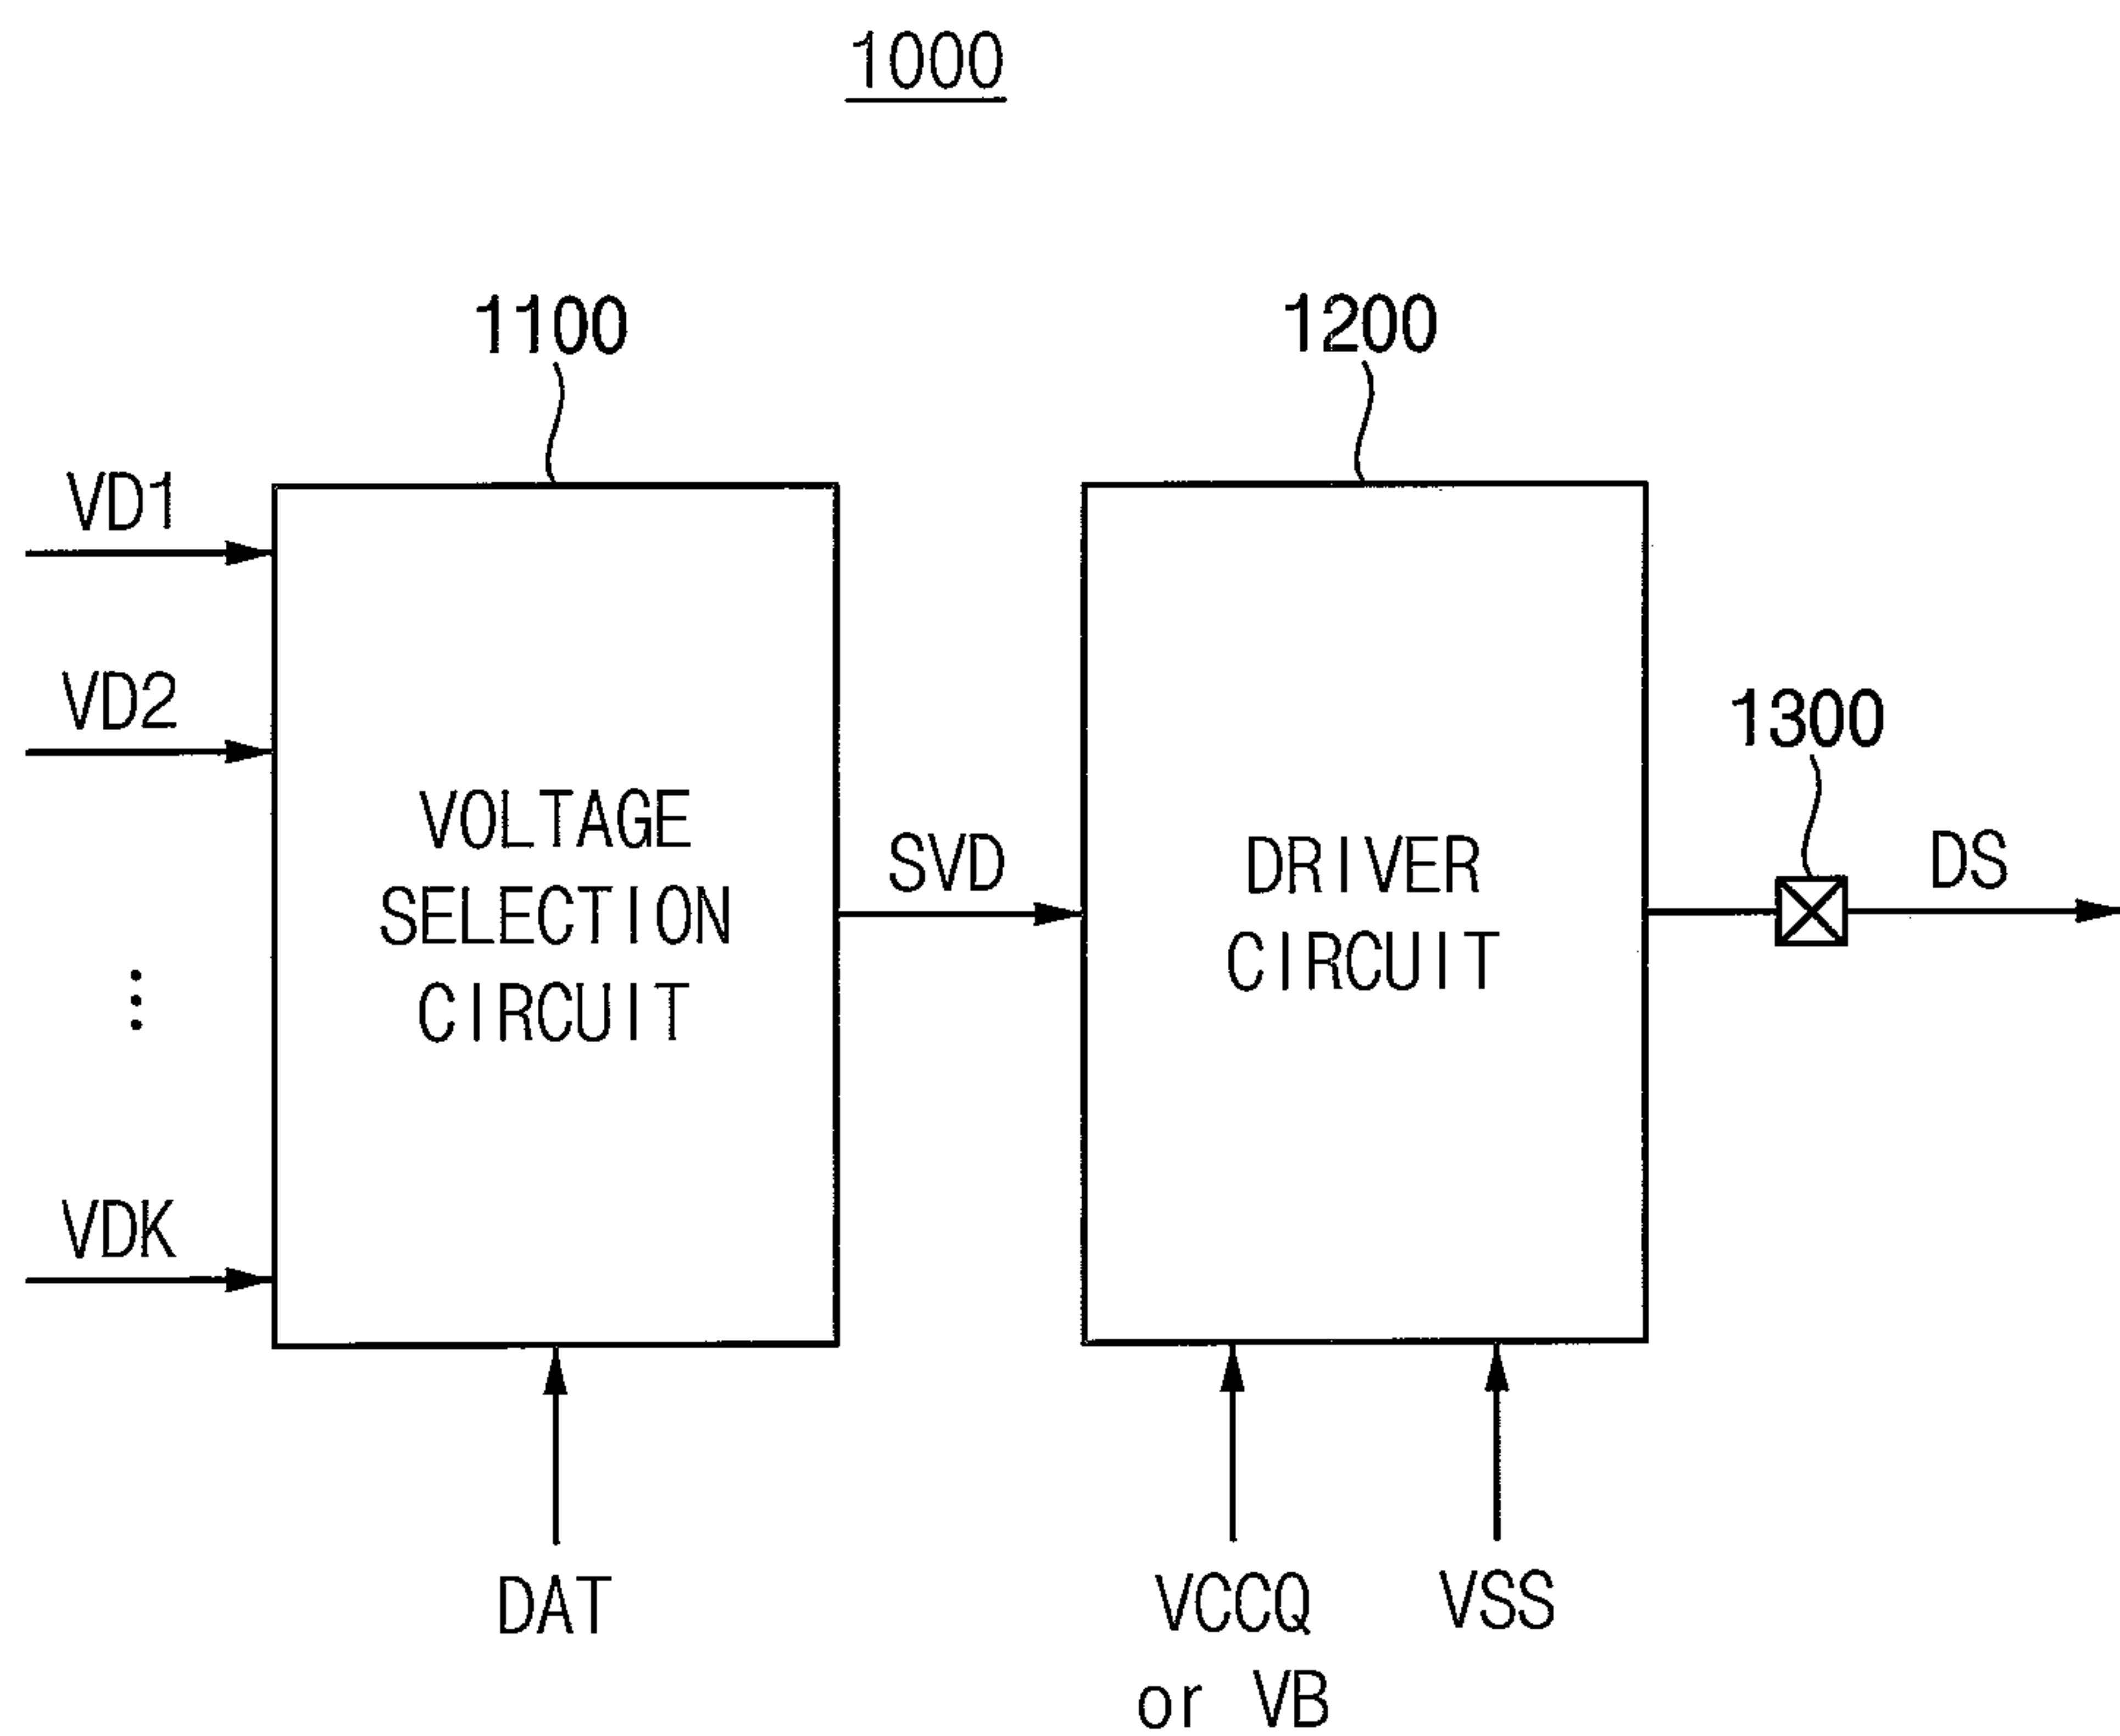 1000
1100
1200
VD1
VD2
1300
VOLTAGE
SELECTION
CIRCUIT
SVD
DRIVER
CIRCUIT
DS
VDK
DAT
VCCQ
or VB
VSS